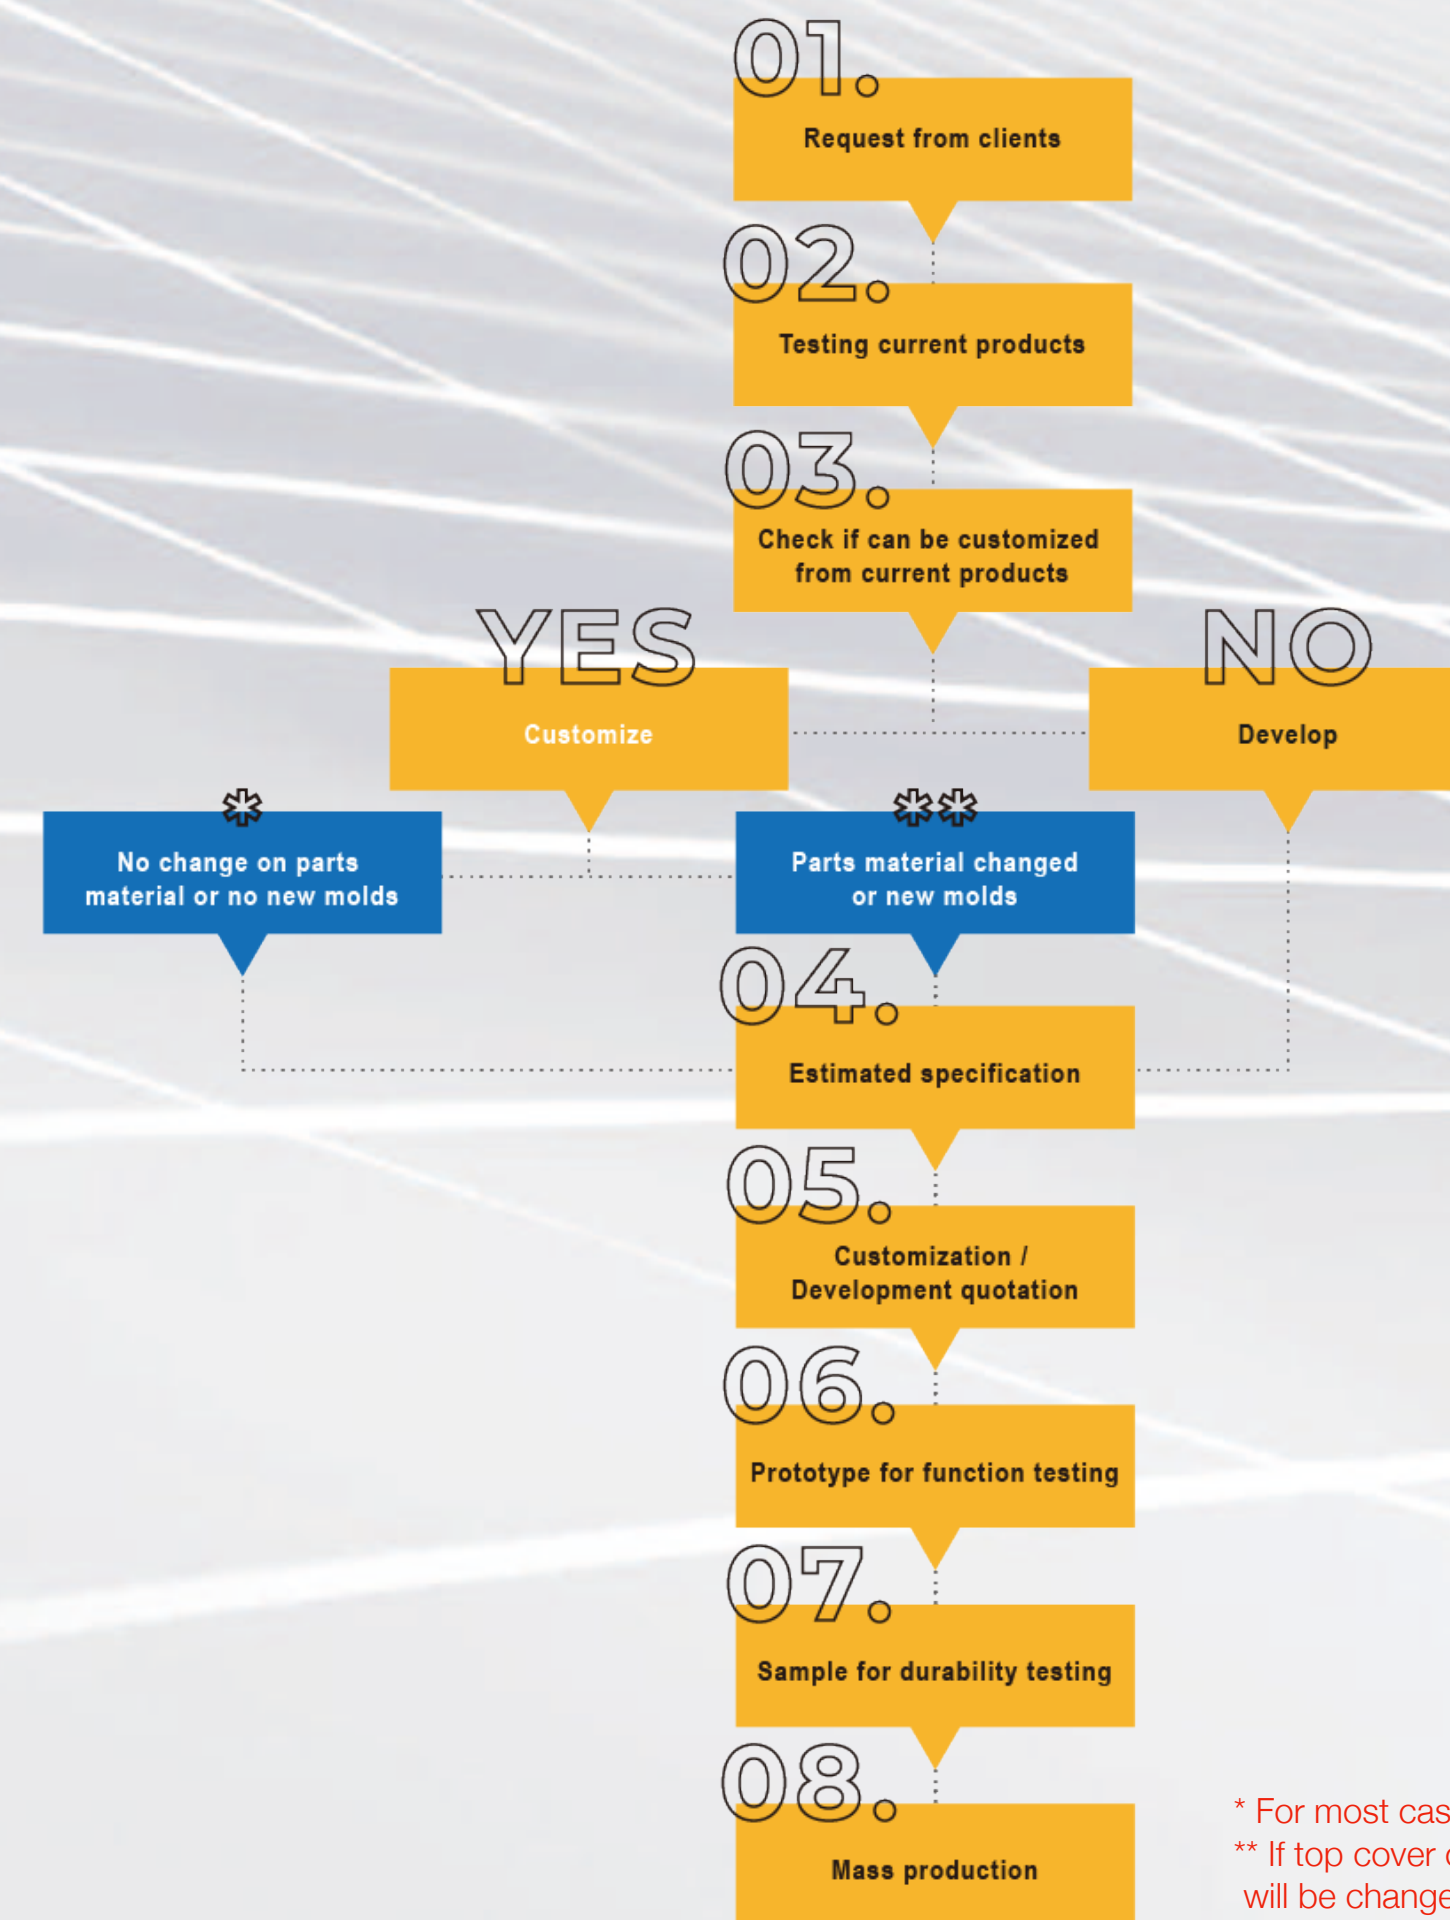 01.
Request from clients
02.
Testing current products
03.
Check if can be customized
from current products
YES
Customize
NO
Develop
*
No change on parts
material or no new molds
**
Parts material changed
or new molds
04.
Estimated specification
05.
Customization /
Development quotation
06.
Prototype for function testing
07.
Sample for durability testing
08.
Mass production
* For most
** If top cover
will be